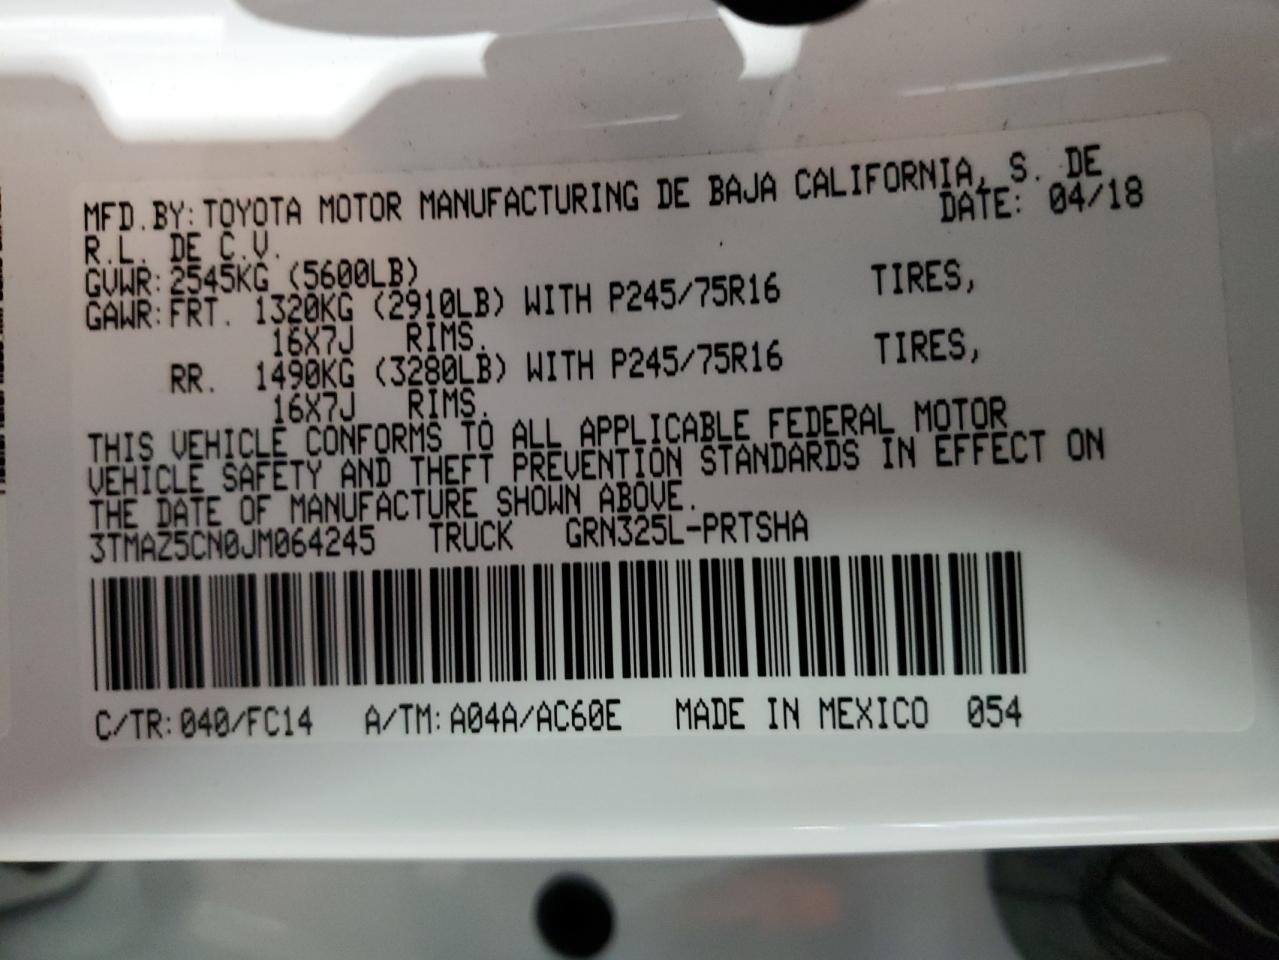 MFD.BY: TOYOTA MOTOR MANUFACTURING DE BAJA CALIFORNIA, S. DE
R.L. DE C.V. DATE: 04/18
GVWR: 2545KG (5600LB)
GAWR: FRT. 1320KG (2910LB) WITH P245/75R16 TIRES,
16X7J RIMS.
RR. 1490KG (3280LB) WITH P245/75R16 TIRES,
16X7J RIMS.
THIS VEHICLE CONFORMS TO ALL APPLICABLE FEDERAL MOTOR
VEHICLE SAFETY AND THEFT PREVENTION STANDARDS IN EFFECT ON
THE DATE OF MANUFACTURE SHOWN ABOVE.
3TMAZ5CN0JM064245 TRUCK GRN325L-PRTSHA
C/TR: 040/FC14 A/TM: A04A/AC60E MADE IN MEXICO 054